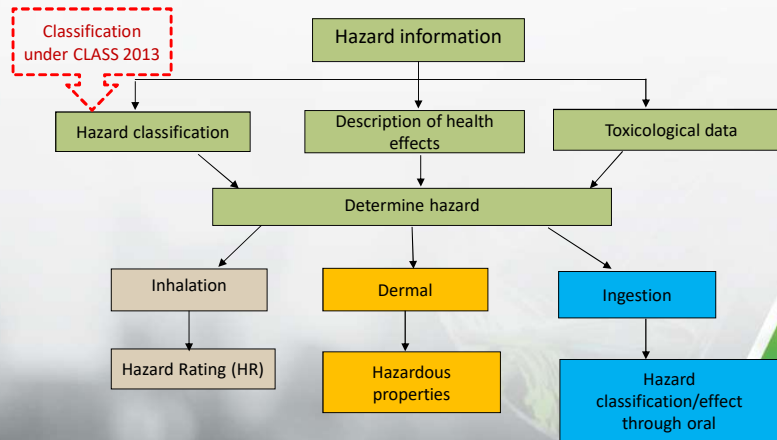 Classification
under CLASS 2013
Hazard information
Hazard classification
Description of health
effects
Toxicological data
Determine hazard
Inhalation
Dermal
Ingestion
Hazard Rating (HR)
Hazardous
properties
Hazard
classification/effect
through oral